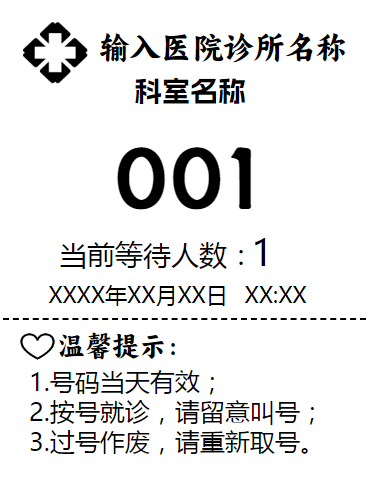 输入医院诊所名称
科室名称
001
当前等待人数：1
XXXX年XX月XX日 XX:XX
温馨提示：
1.号码当天有效；
2.按号就诊，请留意叫号；
3.过号作废，请重新取号。